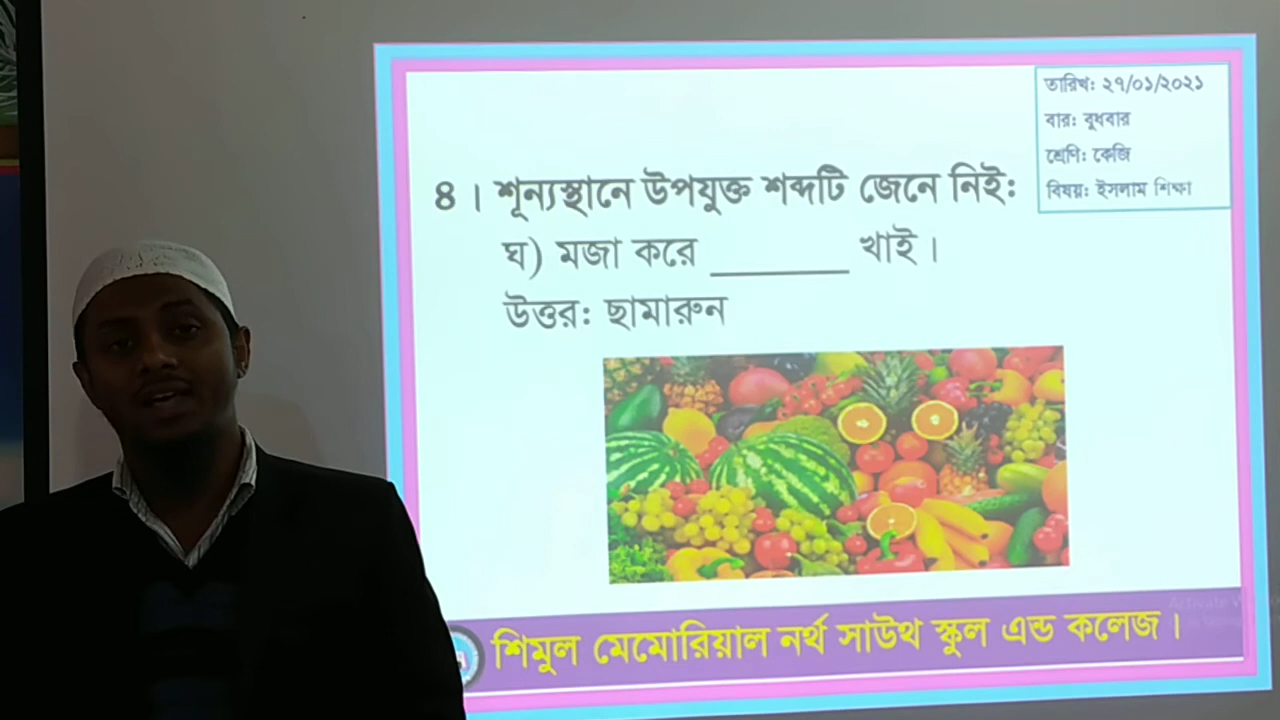 তারিখঃ ২৭/০১/২০২১
বারঃ বুধবার
শ্রেণিঃ কেজি
বিষয়ঃ ইসলাম শিক্ষা
৪। শূন্যস্থানে উপযুক্ত শব্দটি জেনে নিইঃ
ঘ) মজা করে ________ খাই।
উত্তরঃ ছামারুন
শিমুল মেমোরিয়াল নর্থ সাউথ স্কুল এন্ড কলেজ।